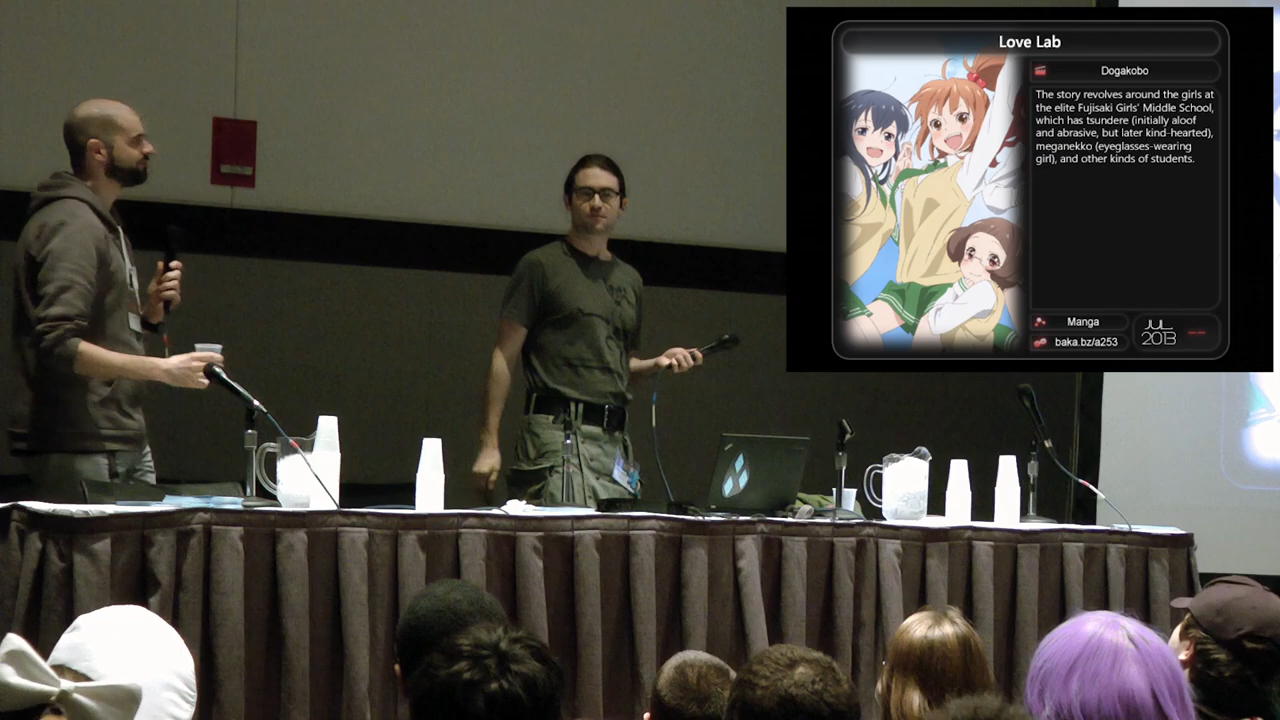 Love Lab
Dogakobo
The story revolves around the girls at
the elite Fujisaki Girls' Middle School,
which has tsundere (initially aloof
and abrasive, but later kind-hearted),
meganekko (eyeglasses-wearing
girl), and other kinds of students.
Manga
baka.bz/a253
JUL
2013
--